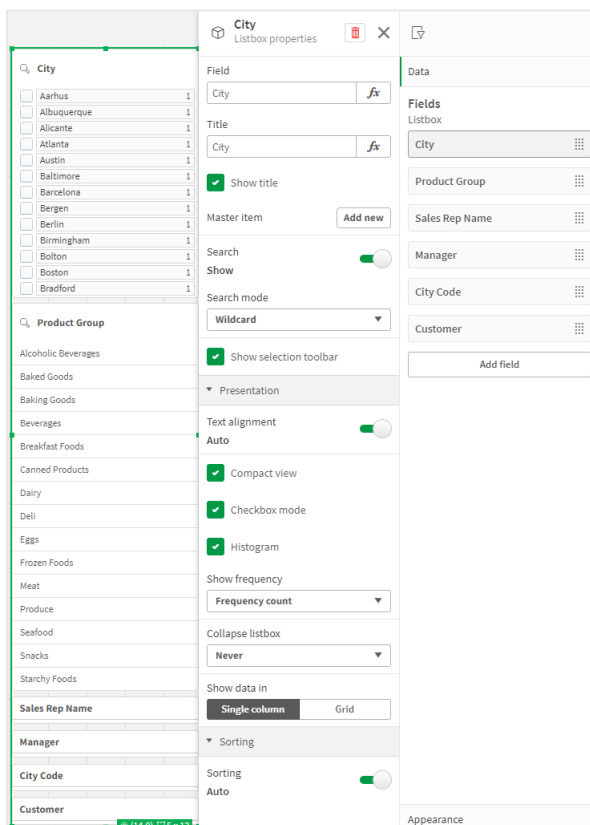 City
Aarhus 1
Albuquerque 1
Alicante 1
Atlanta 1
Austin 1
Baltimore 1
Barcelona 1
Bergen 1
Berlin 1
Birmingham 1
Bolton 1
Boston 1
Bradford 1
Product Group
Alcoholic Beverages
Baked Goods
Baking Goods
Beverages
Breakfast Foods
Canned Products
Dairy
Deli
Eggs
Frozen Foods
Meat
Produce
Seafood
Snacks
Starchy Foods
Sales Rep Name
Manager
City Code
Customer
City
Listbox properties
Field
City
fx
Title
City
fx
Show title
Master item
Add new
Search
Show
Search mode
Wildcard
Show selection toolbar
Presentation
Text alignment
Auto
Compact view
Checkbox mode
Histogram
Show frequency
Frequency count
Collapse listbox
Never
Show data in
Single column
Grid
Sorting
Sorting
Auto
Data
Fields
Listbox
City
Product Group
Sales Rep Name
Manager
City Code
Customer
Add field
Appearance